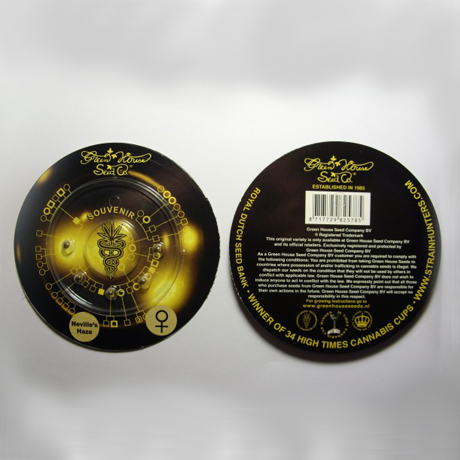 Green House
Seed Co.
SOUVENIR
Neville's
Haze
Green House
Seed Co.
ESTABLISHED IN 1985
8 717729 825785
Green House Seed Company BV
® Registered Trademark
This original variety is only available at Green House Seed Company BV
and its official retailers. Exclusively registered and protected by
Green House Seed Company BV
As a Green House Seed Company BV customer you are required to comply with
the following conditions: You are prohibited from taking Green House Seeds to
countries where possession of and/or trafficking in cannabis seeds is illegal. We
dispatch our seeds on the condition that they will not be used by others in
conflict with applicable law. Green House Seed Company BV does not wish to
induce anyone to act in conflict with the law. We expressly point out that all those
who purchase seeds from Green House Seed Company BV are responsible for
their own actions in the future. Green House Seed Company BV will accept no
responsibility in this respect.
For growing instructions go to
www.greenhouseseeds.nl
ROYAL DUTCH SEED BANK - WINNER OF 34 HIGH TIMES CANNABIS CUPS - WWW.STRAINHUNTERS.COM